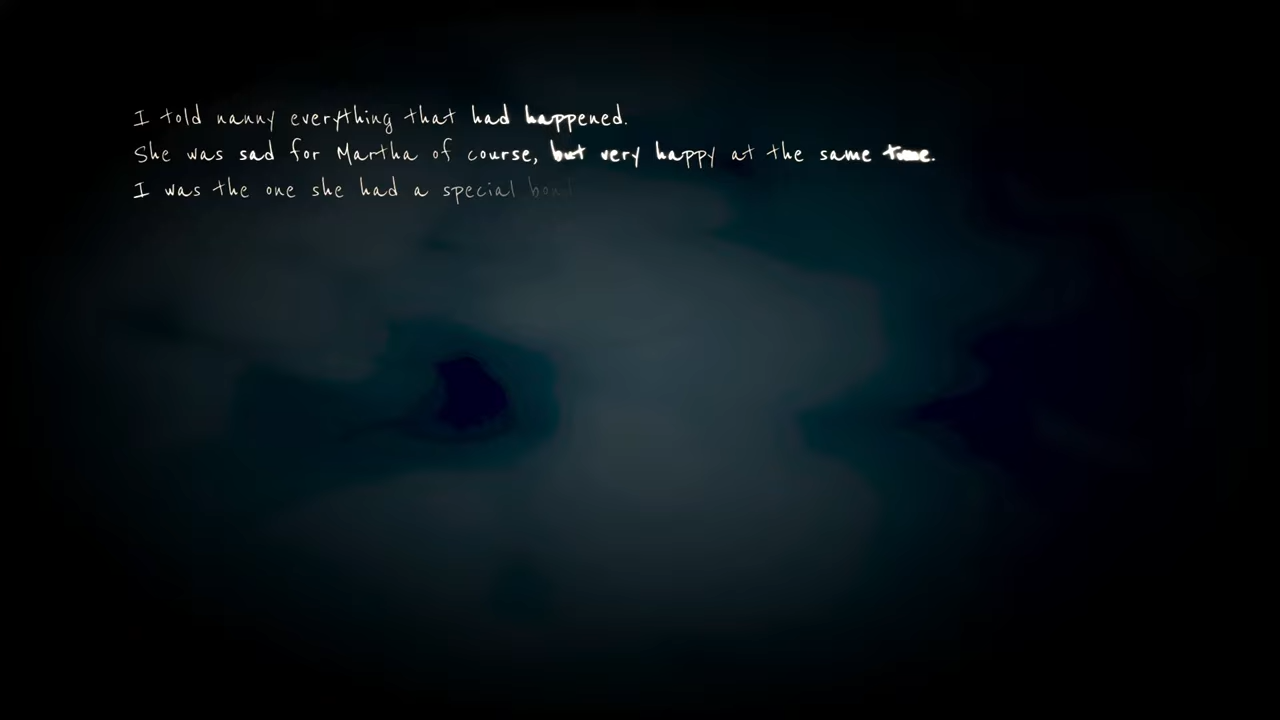 I told nanny everything that had happened.
She was sad for Martha of course, but very happy at the same time.
I was the one she had a special bond